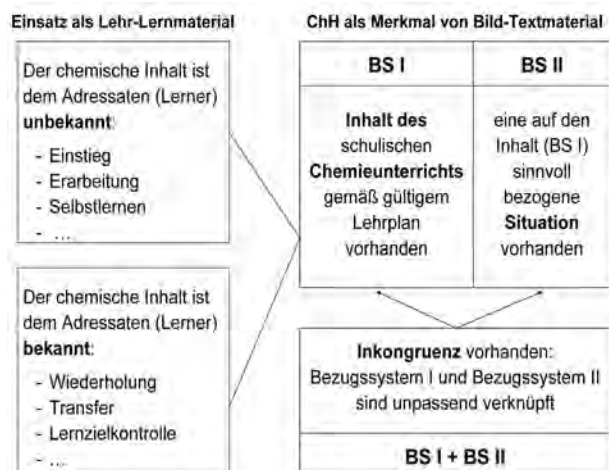 Einsatz als Lehr-Lernmaterial
Der chemische Inhalt ist
dem Adressaten (Lerner)
unbekannt:
- Einstieg
- Erarbeitung
- Selbstlernen
- ....
Der chemische Inhalt ist
dem Adressaten (Lerner)
bekannt:
- Wiederholung
- Transfer
- Lernzielkontrolle
- ....
ChH als Merkmal von Bild-Textmaterial
BS I
Inhalt des
schulischen
Chemieunterrichts
gemäß gültigem
Lehrplan
vorhanden
BS II
eine auf den
Inhalt (BS I)
sinnvoll
bezogene
Situation
vorhanden
Inkongruenz vorhanden:
Bezugssystem I und Bezugssystem II
sind unpassend verknüpft
BS I + BS II